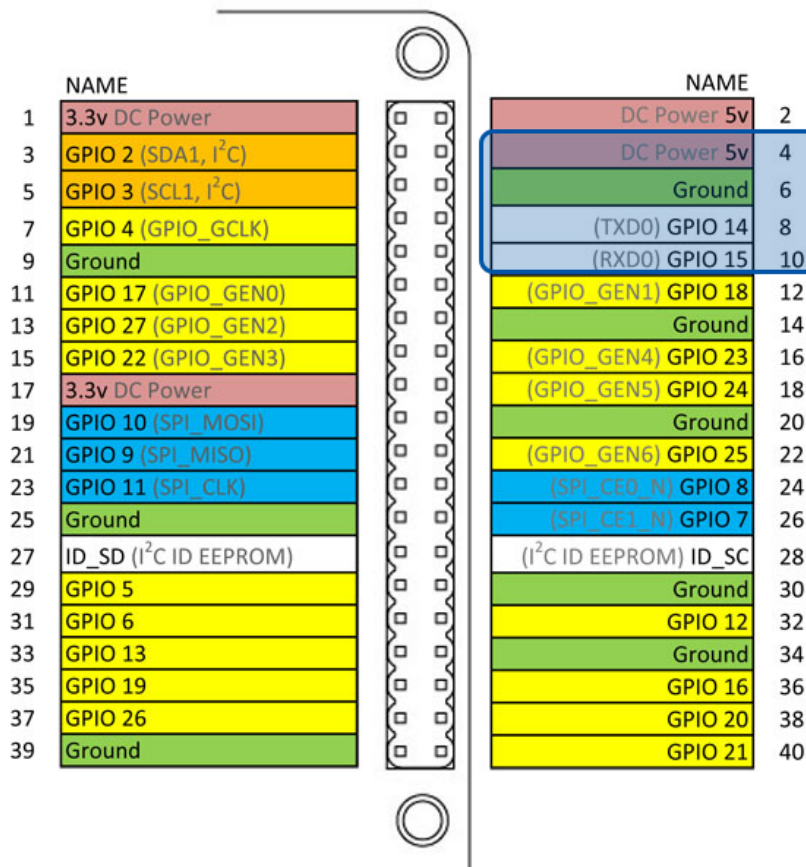 NAME NAME
1 3.3v DC Power DC Power 5v 2
3 GPIO 2 (SDA1, I²C) DC Power 5v 4
5 GPIO 3 (SCL1, I²C) Ground 6
7 GPIO 4 (GPIO_GCLK) (TXD0) GPIO 14 8
9 Ground (RXD0) GPIO 15 10
11 GPIO 17 (GPIO_GEN0) (GPIO_GEN1) GPIO 18 12
13 GPIO 27 (GPIO_GEN2) Ground 14
15 GPIO 22 (GPIO_GEN3) (GPIO_GEN4) GPIO 23 16
17 3.3v DC Power (GPIO_GEN5) GPIO 24 18
19 GPIO 10 (SPI_MOSI) Ground 20
21 GPIO 9 (SPI_MISO) (GPIO_GEN6) GPIO 25 22
23 GPIO 11 (SPI_CLK) (SPI_CE0_N) GPIO 8 24
25 Ground (SPI_CE1_N) GPIO 7 26
27 ID_SD (I²C ID EEPROM) (I²C ID EEPROM) ID_SC 28
29 GPIO 5 Ground 30
31 GPIO 6 GPIO 12 32
33 GPIO 13 Ground 34
35 GPIO 19 GPIO 16 36
37 GPIO 26 GPIO 20 38
39 Ground GPIO 21 40